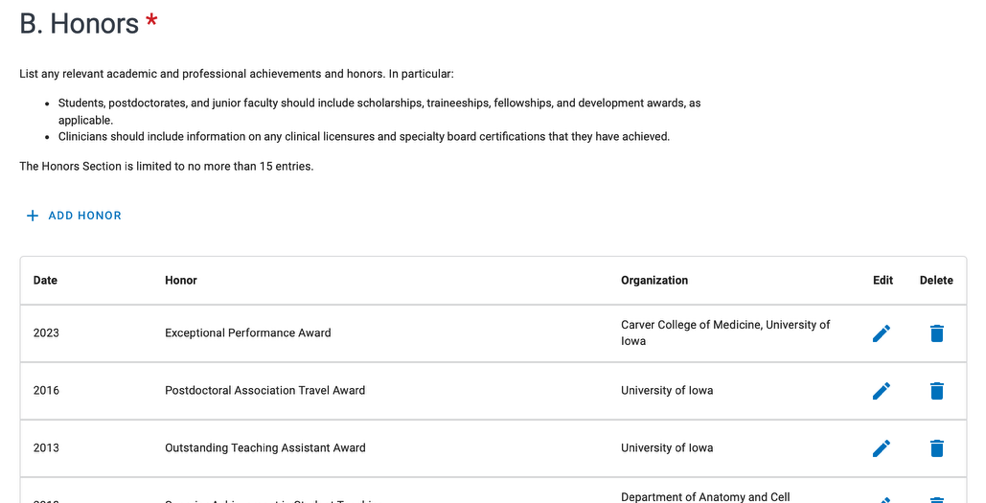 B. Honors *
List any relevant academic and professional achievements and honors. In particular:
• Students, postdoctorates, and junior faculty should include scholarships, traineeships, fellowships, and development awards, as
applicable.
• Clinicians should include information on any clinical licensures and specialty board certifications that they have achieved.
The Honors Section is limited to no more than 15 entries.
+ ADD HONOR
Date Honor Organization Edit Delete
2023 Exceptional Performance Award Carver College of Medicine, University of
Iowa
2016 Postdoctoral Association Travel Award University of Iowa
2013 Outstanding Teaching Assistant Award University of Iowa
Department of Anatomy and Cell